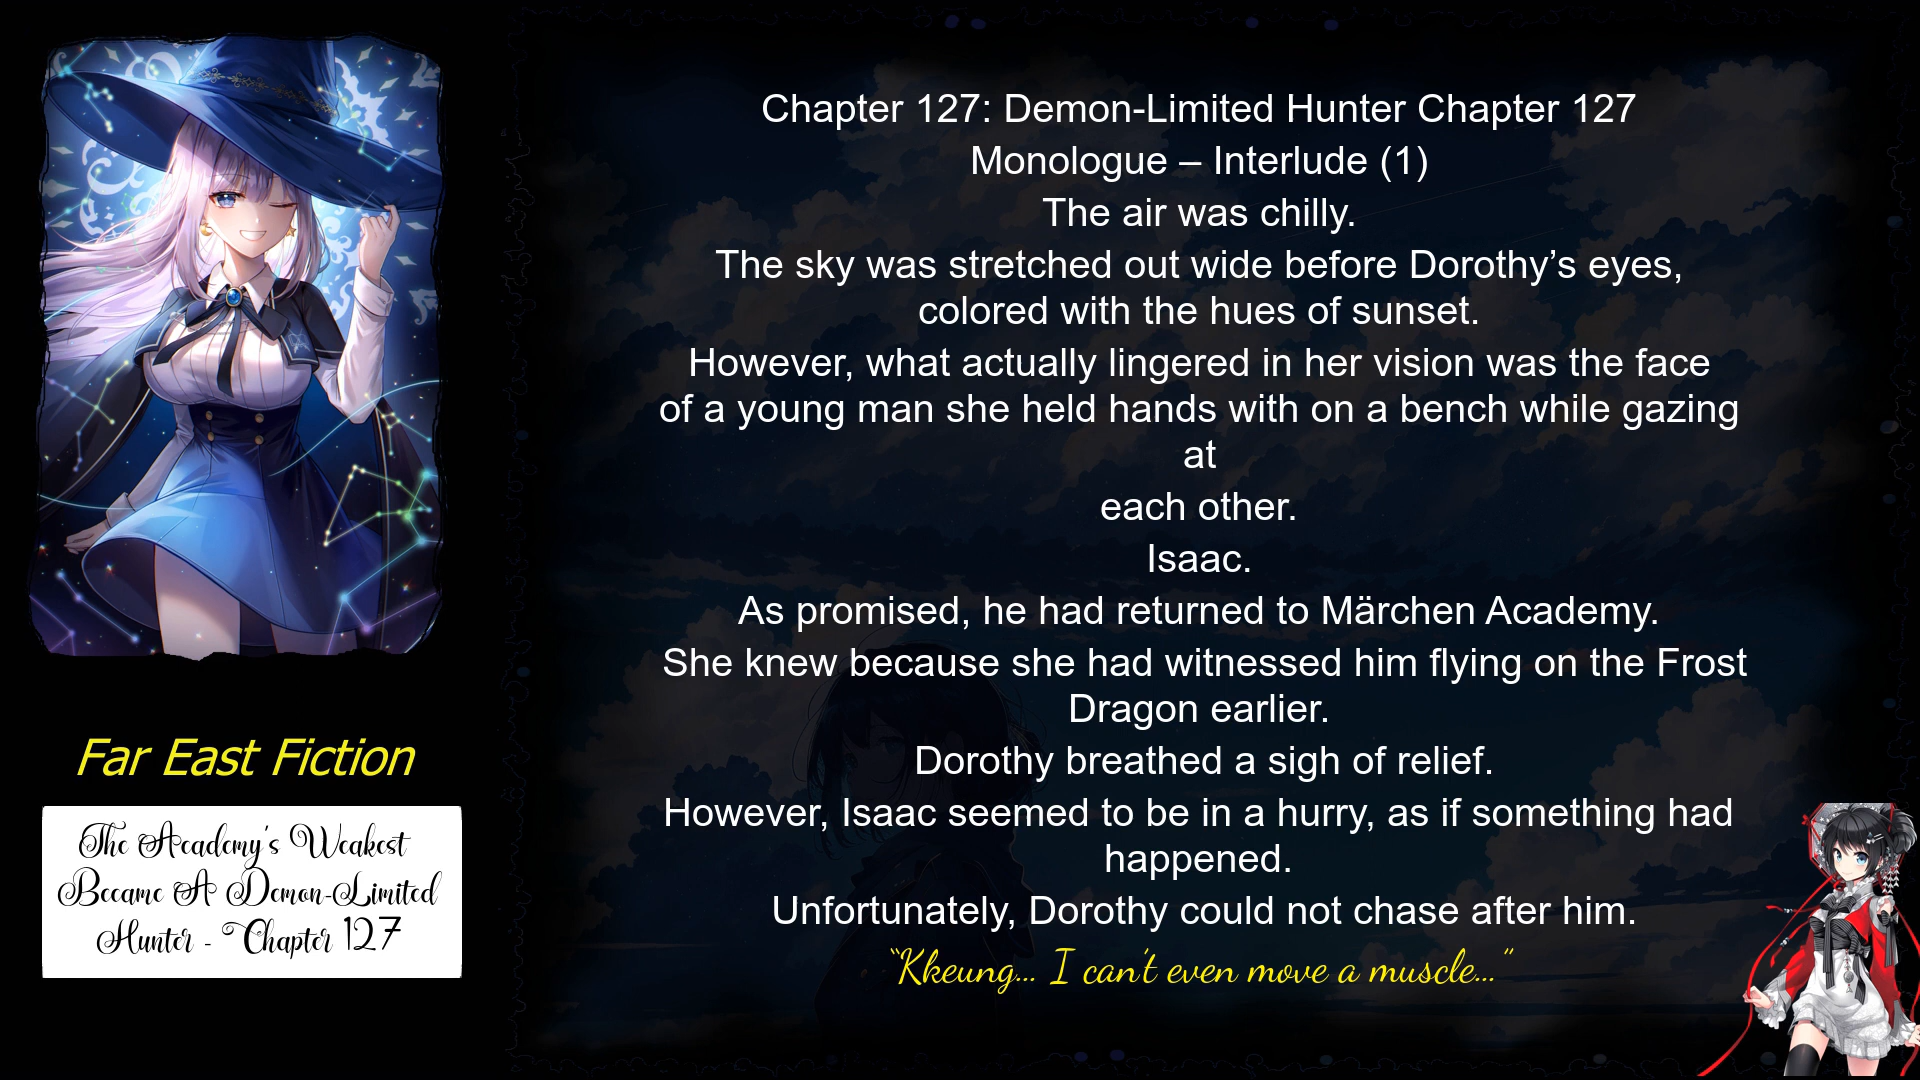 Chapter 127: Demon-Limited Hunter Chapter 127
Monologue – Interlude (1)
The air was chilly.
The sky was stretched out wide before Dorothy’s eyes,
colored with the hues of sunset.
However, what actually lingered in her vision was the face
of a young man she held hands with on a bench while gazing
at
each other.
Isaac.
As promised, he had returned to Märchen Academy.
She knew because she had witnessed him flying on the Frost
Dragon earlier.
Dorothy breathed a sigh of relief.
However, Isaac seemed to be in a hurry, as if something had
happened.
Unfortunately, Dorothy could not chase after him.
“Kkeung… I can’t even move a muscle…”
Far East Fiction
The Academy's Weakest
Became A Demon-Limited
Hunter - Chapter 127